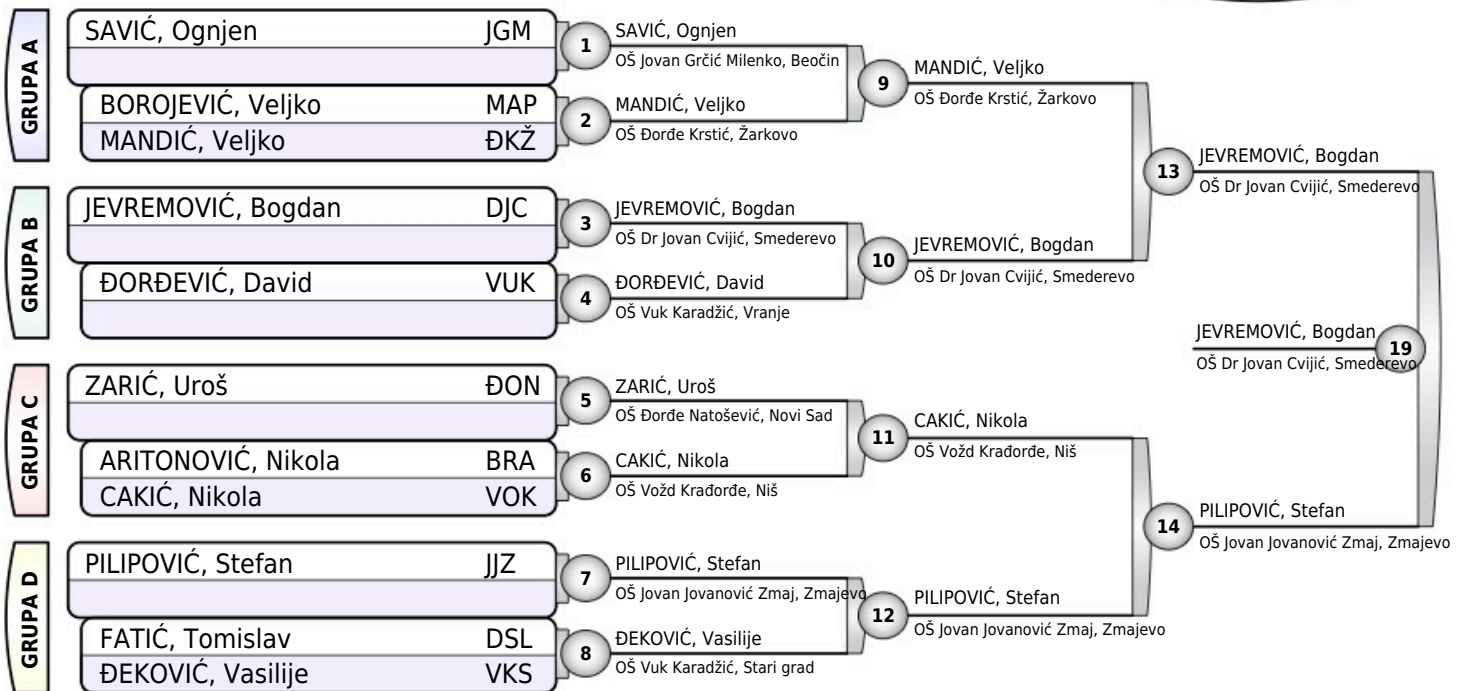 GRUPA A
SAVIĆ, Ognjen JGM
BOROJEVIĆ, Veljko MAP
MANDIĆ, Veljko ĐKŽ
GRUPA B
JEVREMOVIĆ, Bogdan DJC
ĐORĐEVIĆ, David VUK
GRUPA C
ZARIĆ, Uroš ĐON
ARITONOVIĆ, Nikola BRA
CAKIĆ, Nikola VOK
GRUPA D
PILIPOVIĆ, Stefan JJZ
FATIĆ, Tomislav DSL
ĐEKOVIĆ, Vasilije VKS
1
SAVIĆ, Ognjen
OŠ Jovan Grčić Milenko, Beočin
2
MANDIĆ, Veljko
OŠ Đorđe Krstić, Žarkovo
3
JEVREMOVIĆ, Bogdan
OŠ Dr Jovan Cvijić, Smederevo
4
ĐORĐEVIĆ, David
OŠ Vuk Karadžić, Vranje
5
ZARIĆ, Uroš
OŠ Đorđe Natošević, Novi Sad
6
CAKIĆ, Nikola
OŠ Vožd Krađorđe, Niš
7
PILIPOVIĆ, Stefan
OŠ Jovan Jovanović Zmaj, Zmajevo
8
ĐEKOVIĆ, Vasilije
OŠ Vuk Karadžić, Stari grad
9
MANDIĆ, Veljko
OŠ Đorđe Krstić, Žarkovo
10
JEVREMOVIĆ, Bogdan
OŠ Dr Jovan Cvijić, Smederevo
11
CAKIĆ, Nikola
OŠ Vožd Krađorđe, Niš
12
PILIPOVIĆ, Stefan
OŠ Jovan Jovanović Zmaj, Zmajevo
13
JEVREMOVIĆ, Bogdan
OŠ Dr Jovan Cvijić, Smederevo
14
PILIPOVIĆ, Stefan
OŠ Jovan Jovanović Zmaj, Zmajevo
JEVREMOVIĆ, Bogdan
19
OŠ Dr Jovan Cvijić, Smederevo